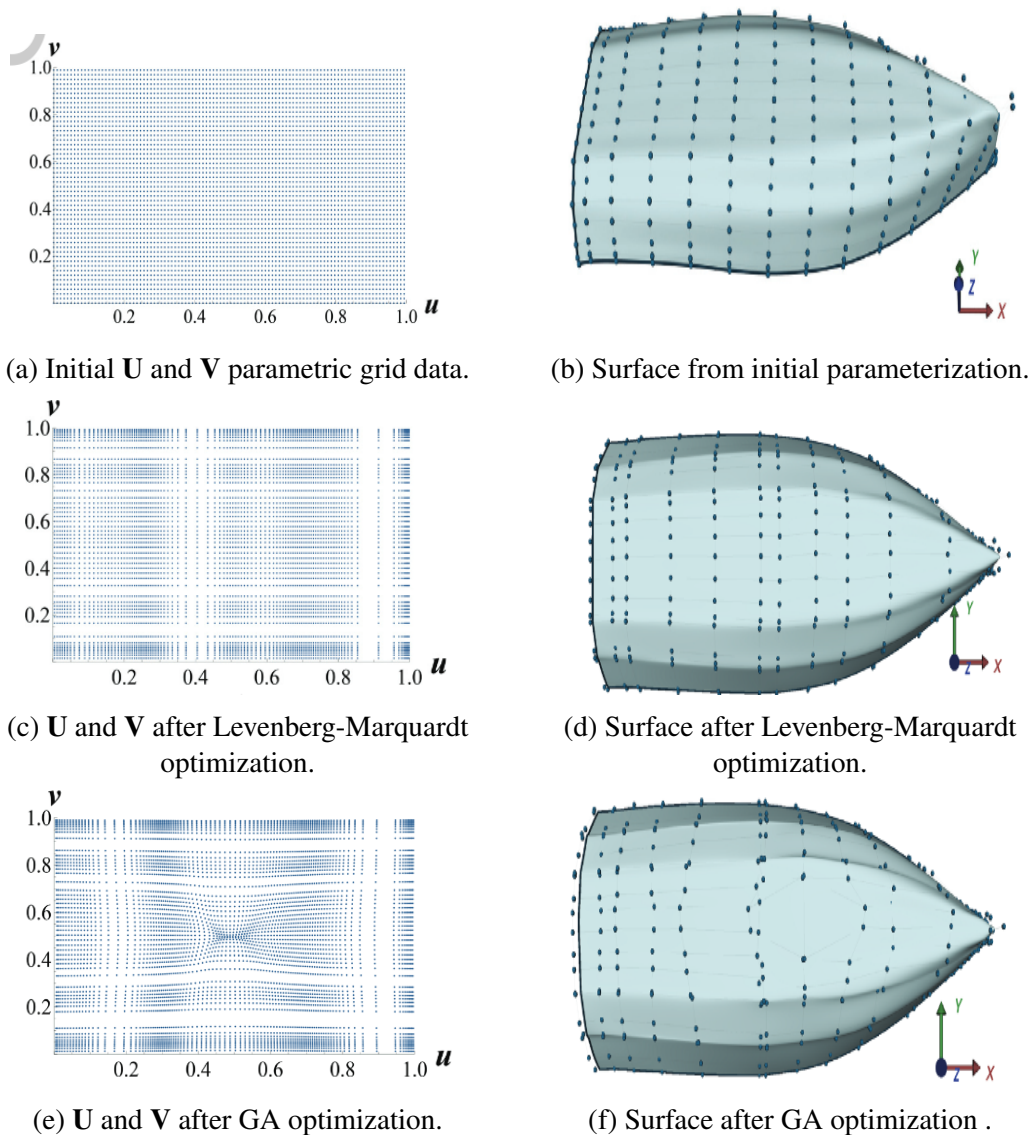 v
1.0
0.8
0.6
0.4
0.2
0.2 0.4 0.6 0.8 1.0 u
Y
Z
X
(a) Initial U and V parametric grid data.
(b) Surface from initial parameterization.
v
1.0
0.8
0.6
0.4
0.2
0.2 0.4 0.6 0.8 1.0 u
Y
Z
X
(c) U and V after Levenberg-Marquardt
optimization.
(d) Surface after Levenberg-Marquardt
optimization.
v
1.0
0.8
0.6
0.4
0.2
0.2 0.4 0.6 0.8 1.0 u
Y
Z
X
(e) U and V after GA optimization.
(f) Surface after GA optimization .